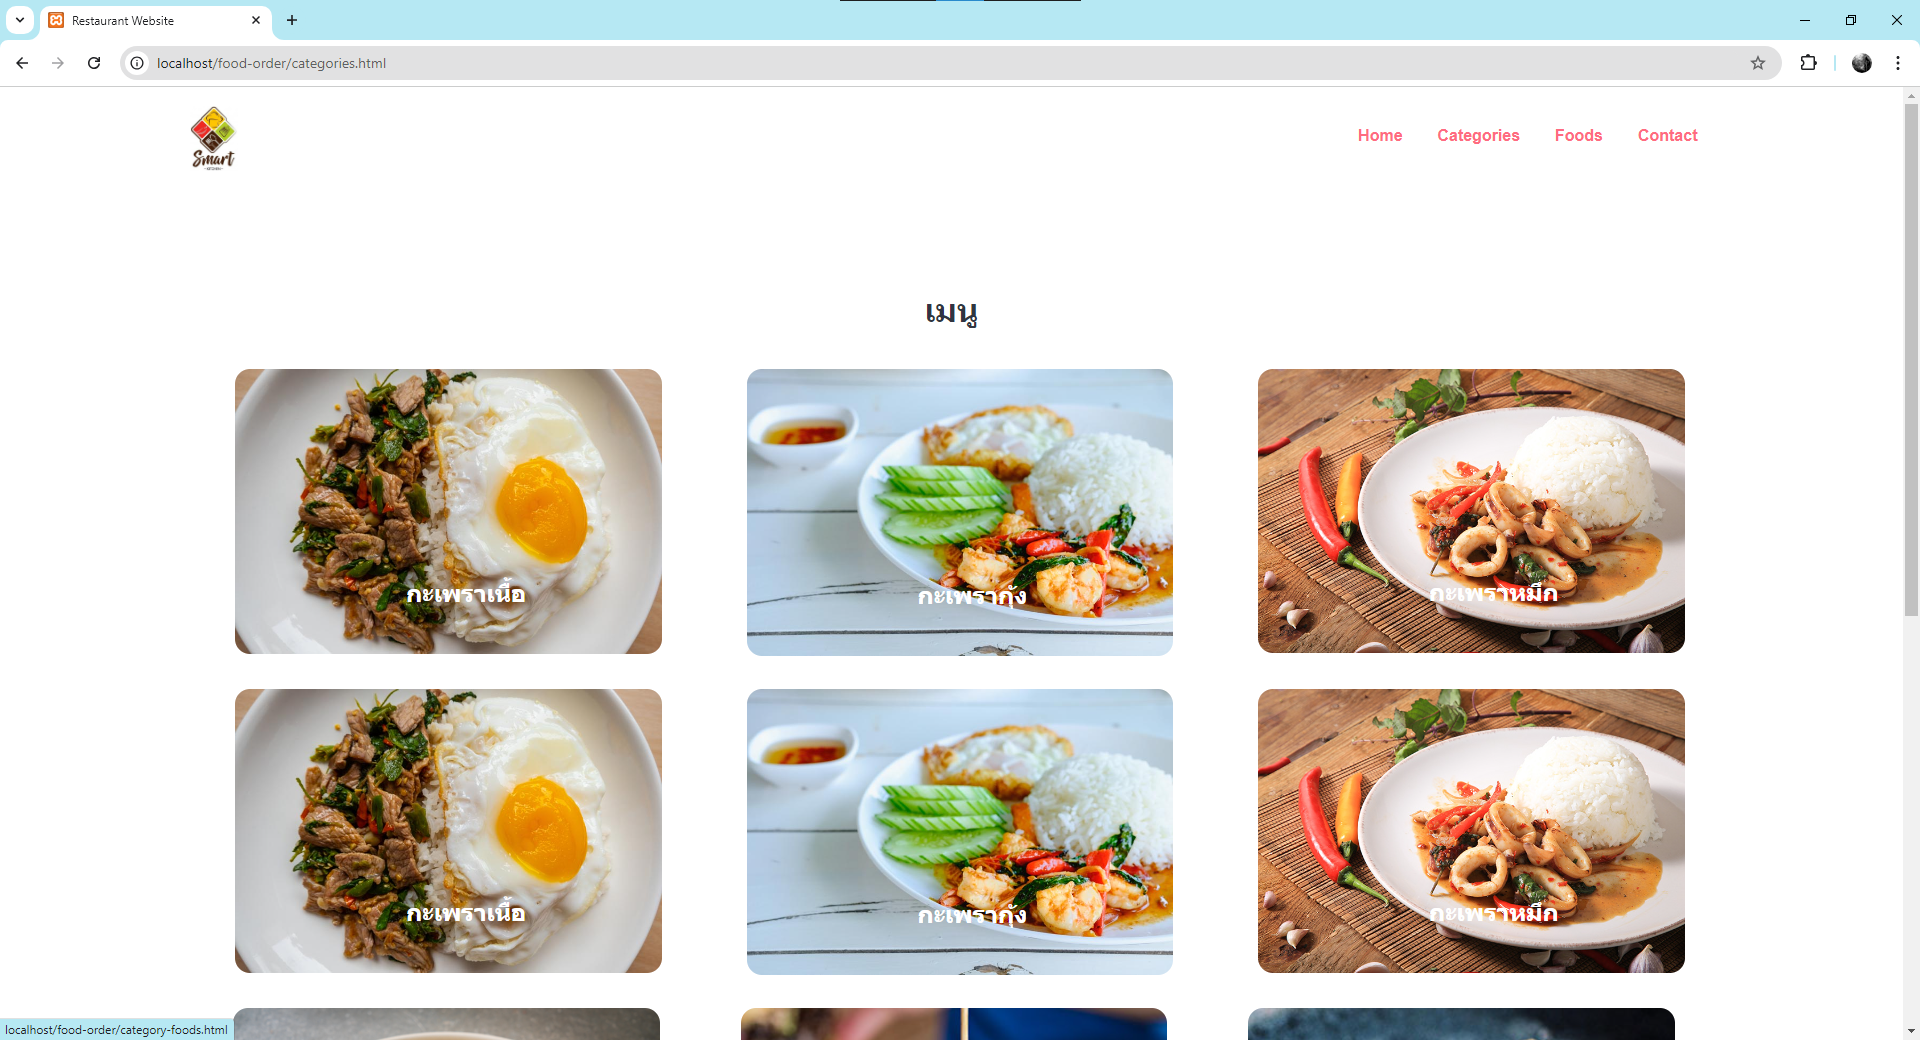 Restaurant Website
localhost/food-order/categories.html
Smart
Home Categories Foods Contact
เมนู
กะเพราเนื้อ กะเพรากุ้ง กะเพราหมึก
กะเพราเนื้อ กะเพรากุ้ง กะเพราหมึก
localhost/food-order/category-foods.html